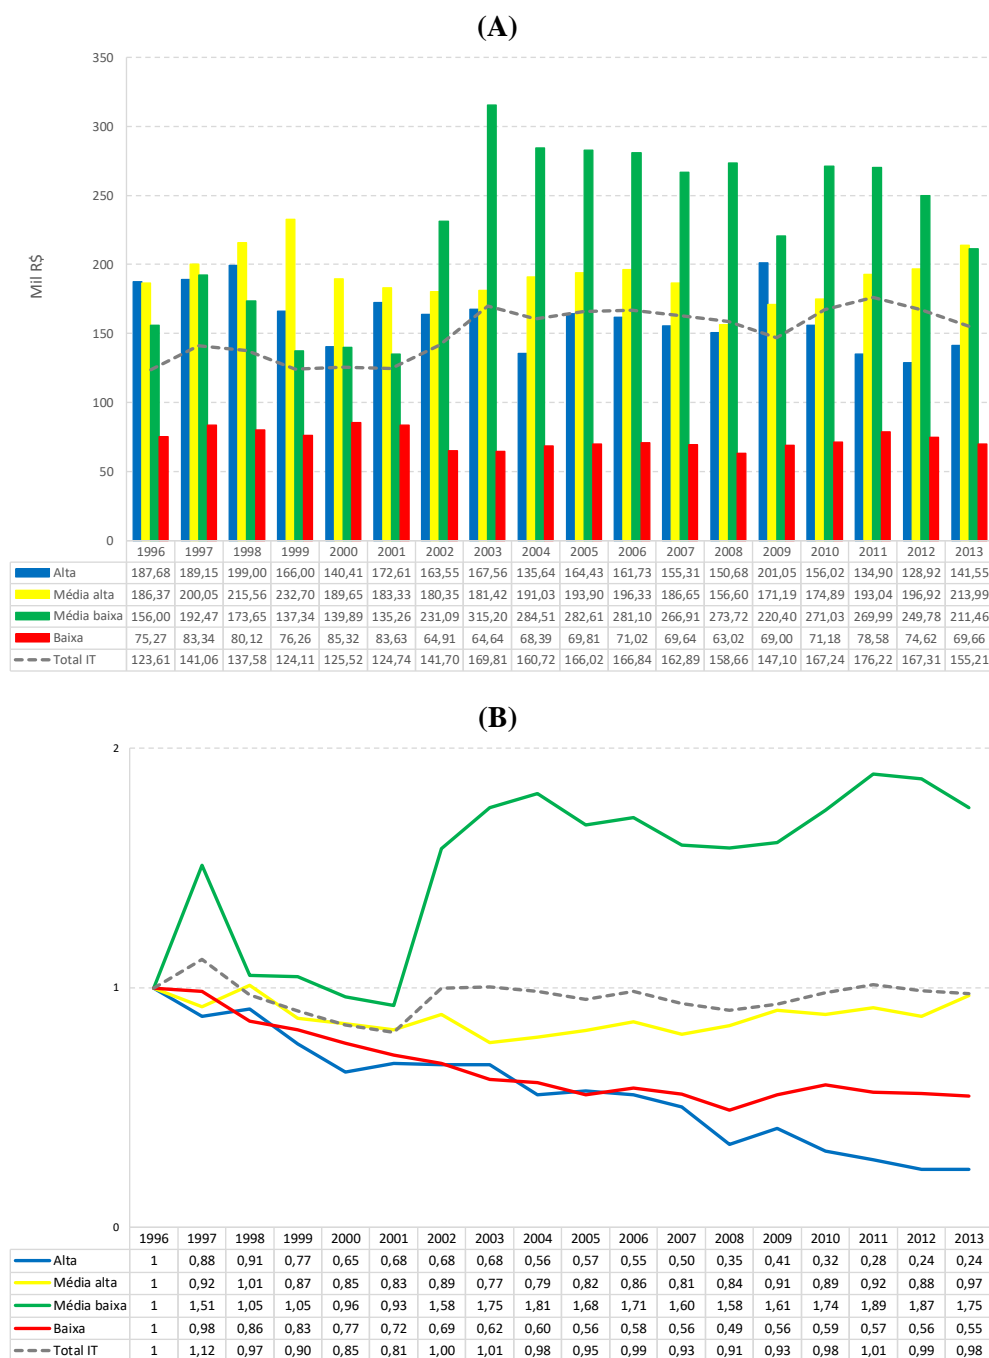 (A)
350
300
250
200
150
100
50
0
Mil R$
1996 1997 1998 1999 2000 2001 2002 2003 2004 2005 2006 2007 2008 2009 2010 2011 2012 2013
Alta 187,68 189,15 199,00 166,00 140,41 172,61 163,55 167,56 135,64 164,43 161,73 155,31 150,68 201,05 156,02 134,90 128,92 141,55
Média alta 186,37 200,05 215,56 232,70 189,65 183,33 180,35 181,42 191,03 193,90 196,33 186,65 156,60 171,19 174,89 193,04 196,92 213,99
Média baixa 156,00 192,47 173,65 137,34 139,89 135,26 231,09 315,20 284,51 282,61 281,10 266,91 273,72 220,40 271,03 269,99 249,78 211,46
Baixa 75,27 83,34 80,12 76,26 85,32 83,63 64,91 64,64 68,39 69,81 71,02 69,64 63,02 69,00 71,18 78,58 74,62 69,66
Total IT 123,61 141,06 137,58 124,11 125,52 124,74 141,70 169,81 160,72 166,02 166,84 162,89 158,66 147,10 167,24 176,22 167,31 155,21
(B)
2
1
0
1996 1997 1998 1999 2000 2001 2002 2003 2004 2005 2006 2007 2008 2009 2010 2011 2012 2013
Alta 1 0,88 0,91 0,77 0,65 0,68 0,68 0,68 0,56 0,57 0,55 0,50 0,35 0,41 0,32 0,28 0,24 0,24
Média alta 1 0,92 1,01 0,87 0,85 0,83 0,89 0,77 0,79 0,82 0,86 0,81 0,84 0,91 0,89 0,92 0,88 0,97
Média baixa 1 1,51 1,05 1,05 0,96 0,93 1,58 1,75 1,81 1,68 1,71 1,60 1,58 1,61 1,74 1,89 1,87 1,75
Baixa 1 0,98 0,86 0,83 0,77 0,72 0,69 0,62 0,60 0,56 0,58 0,56 0,49 0,56 0,59 0,57 0,56 0,55
Total IT 1 1,12 0,97 0,90 0,85 0,81 1,00 1,01 0,98 0,95 0,99 0,93 0,91 0,93 0,98 1,01 0,99 0,98